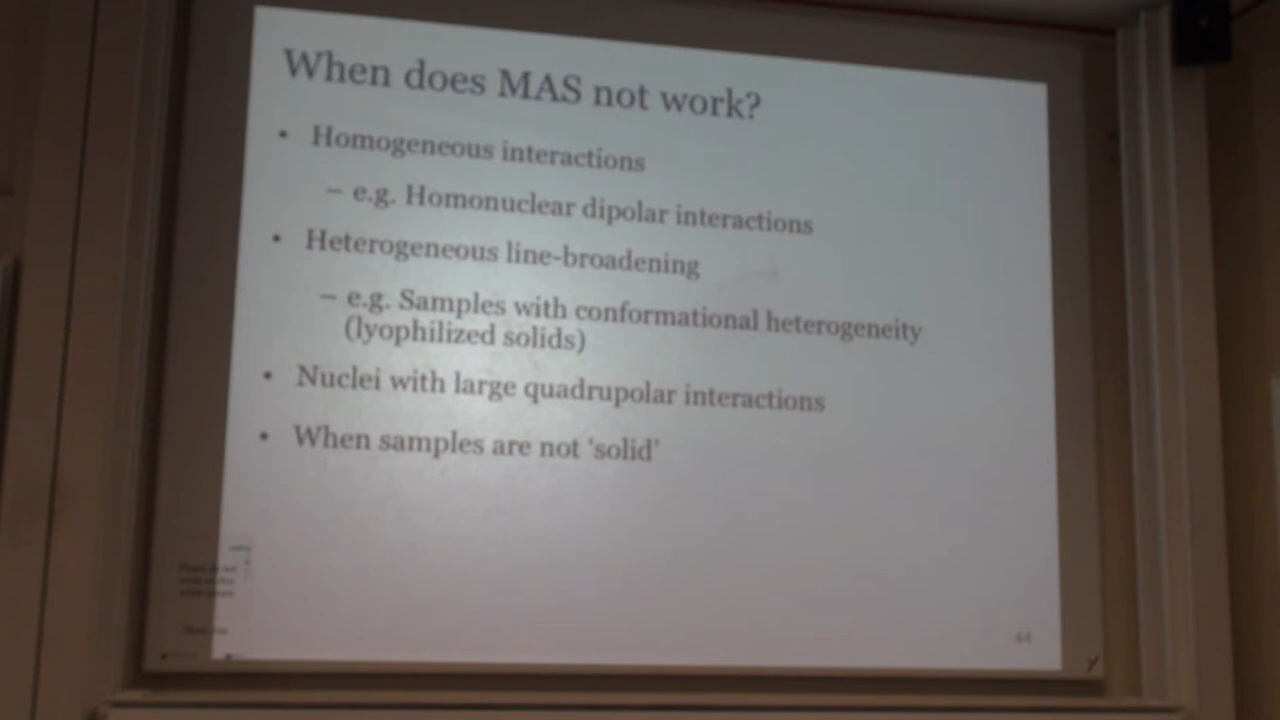 When does MAS not work?
• Homogeneous interactions
– e.g. Homonuclear dipolar interactions
• Heterogeneous line-broadening
– e.g. Samples with conformational heterogeneity
(lyophilized solids)
• Nuclei with large quadrupolar interactions
• When samples are not 'solid'
44